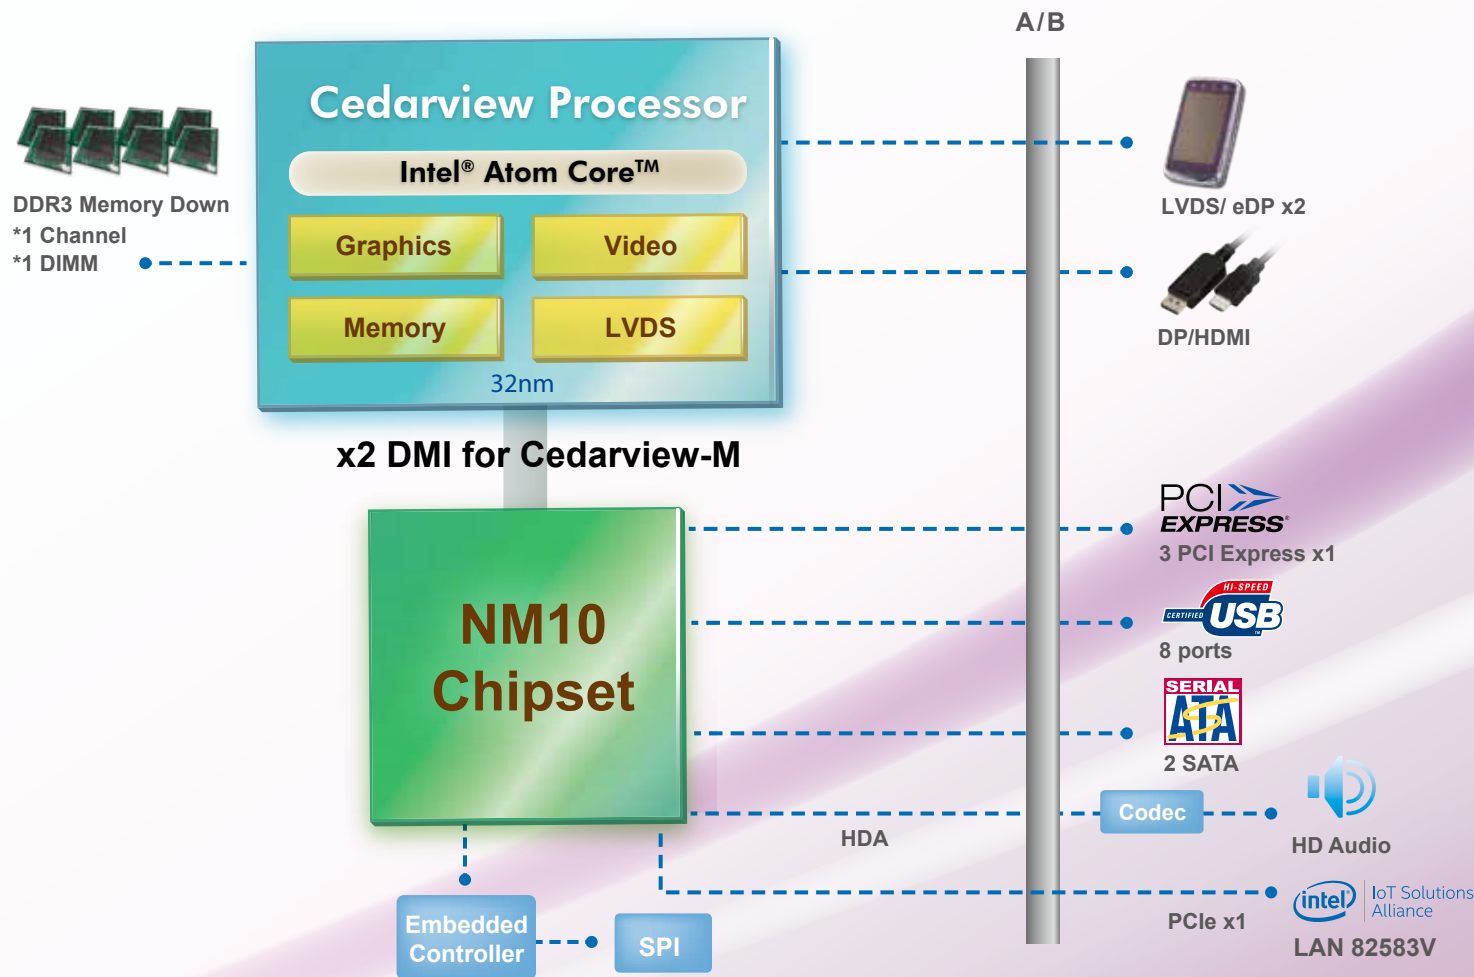 A/B
Cedarview Processor
Intel® Atom Core™
Graphics
Video
Memory
LVDS
32nm
DDR3 Memory Down
*1 Channel
*1 DIMM
LVDS/ eDP x2
DP/HDMI
x2 DMI for Cedarview-M
NM10
Chipset
PCI
EXPRESS®
3 PCI Express x1
HI-SPEED
CERTIFIED
USB™
8 ports
SERIAL
ATA
2 SATA
Codec
HDA
HD Audio
Embedded
Controller
SPI
PCIe x1
intel®
IoT Solutions
Alliance
LAN 82583V